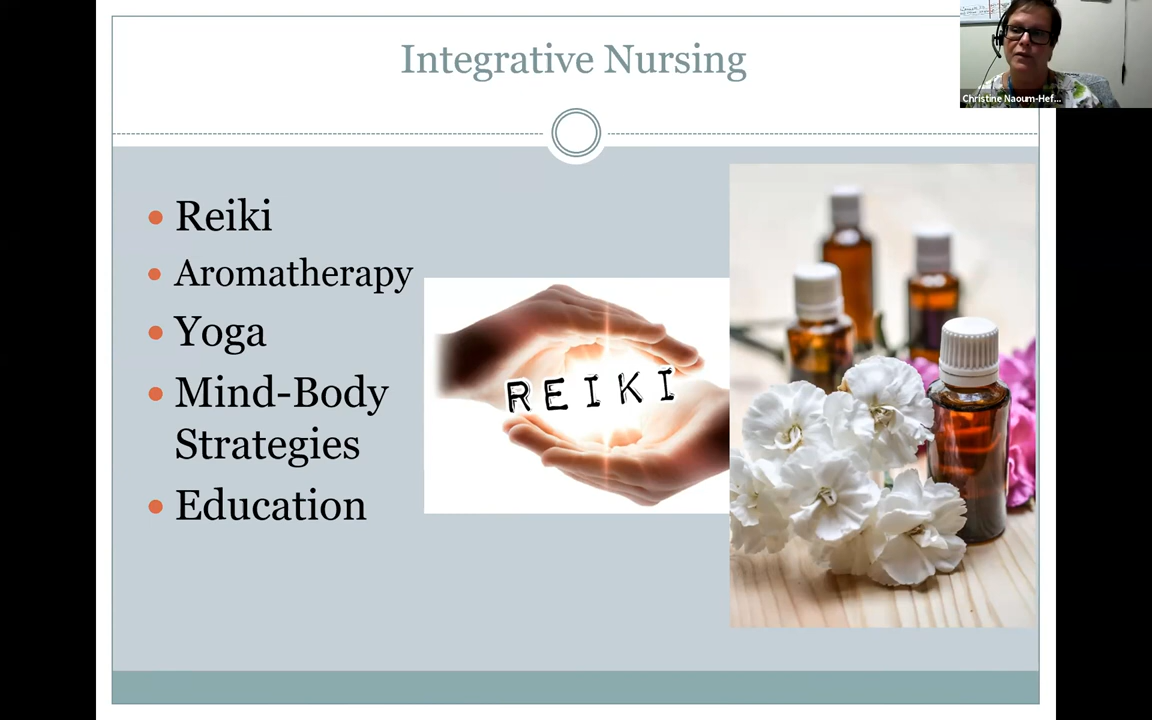 Integrative Nursing
Christine Naoum-Hef...
Reiki
Aromatherapy
Yoga
Mind-Body
Strategies
Education
REIKI